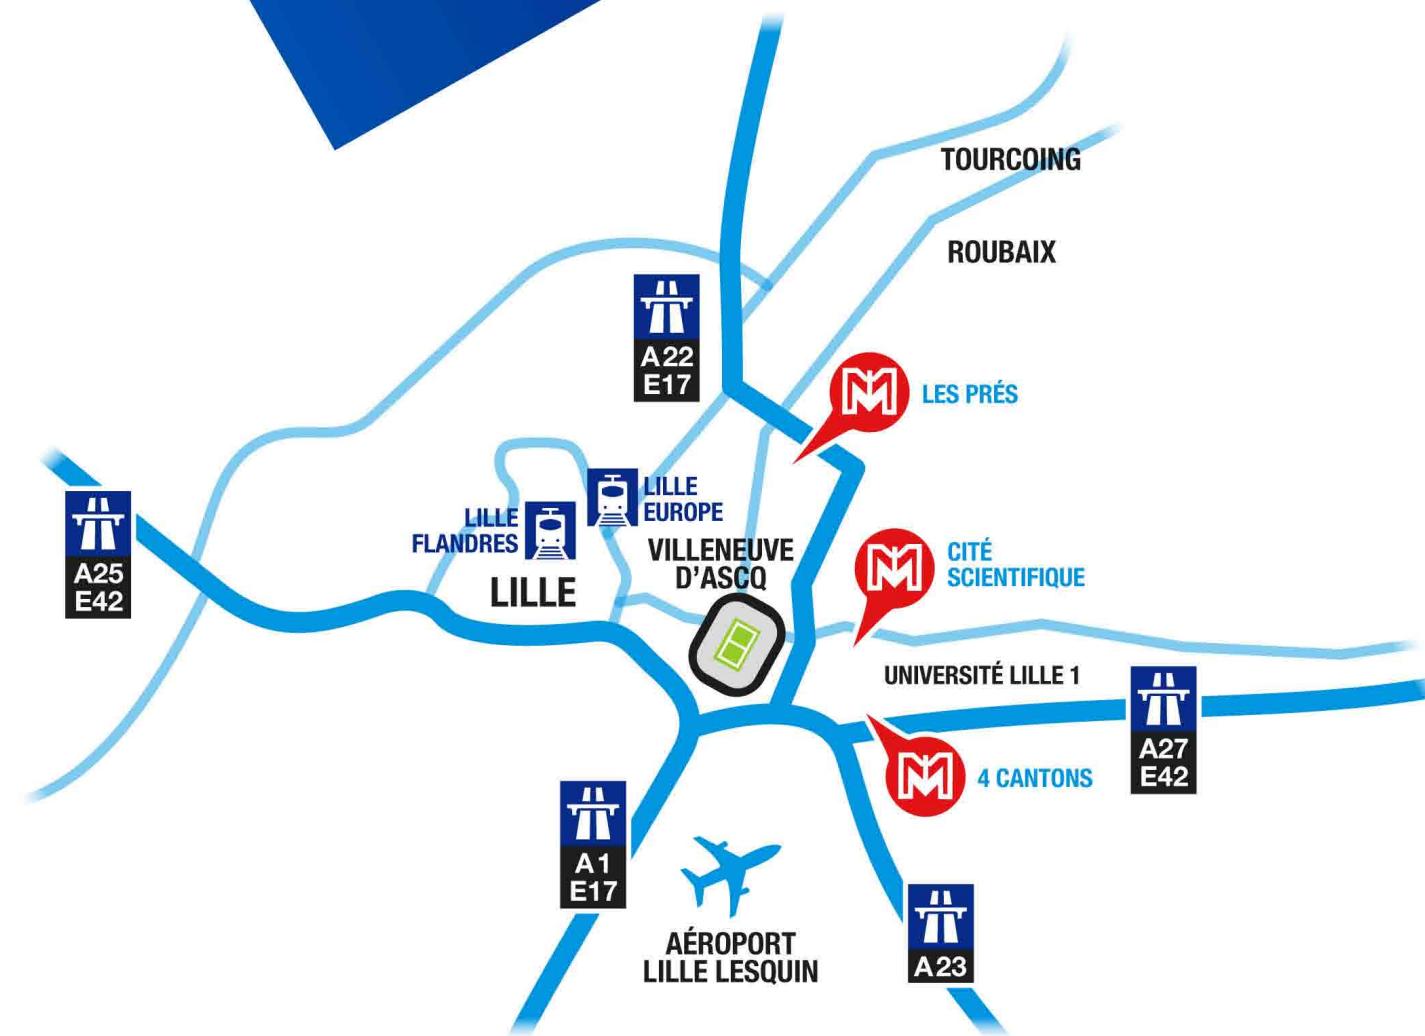 TOURCOING
ROUBAIX
A22
E17
LES PRÉS
LILLE
EUROPE
LILLE
FLANDRES
A25
E42
LILLE
VILLENEUVE
D'ASCQ
CITÉ
SCIENTIFIQUE
UNIVERSITÉ LILLE 1
A27
E42
4 CANTONS
A1
E17
AÉROPORT
LILLE LESQUIN
A23